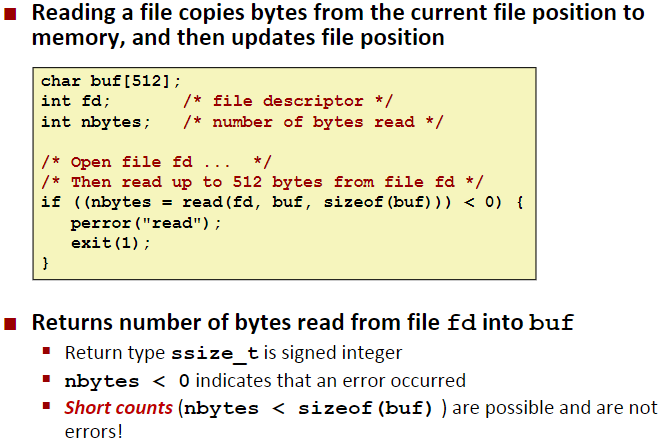 ■ Reading a file copies bytes from the current file position to
memory, and then updates file position
char buf[512];
int fd;       /* file descriptor */
int nbytes;   /* number of bytes read */
/* Open file fd ...  */
/* Then read up to 512 bytes from file fd */
if ((nbytes = read(fd, buf, sizeof(buf))) < 0) {
   perror("read");
   exit(1);
}
■ Returns number of bytes read from file fd into buf
▪ Return type ssize_t is signed integer
▪ nbytes < 0 indicates that an error occurred
▪ Short counts (nbytes < sizeof(buf) ) are possible and are not
errors!